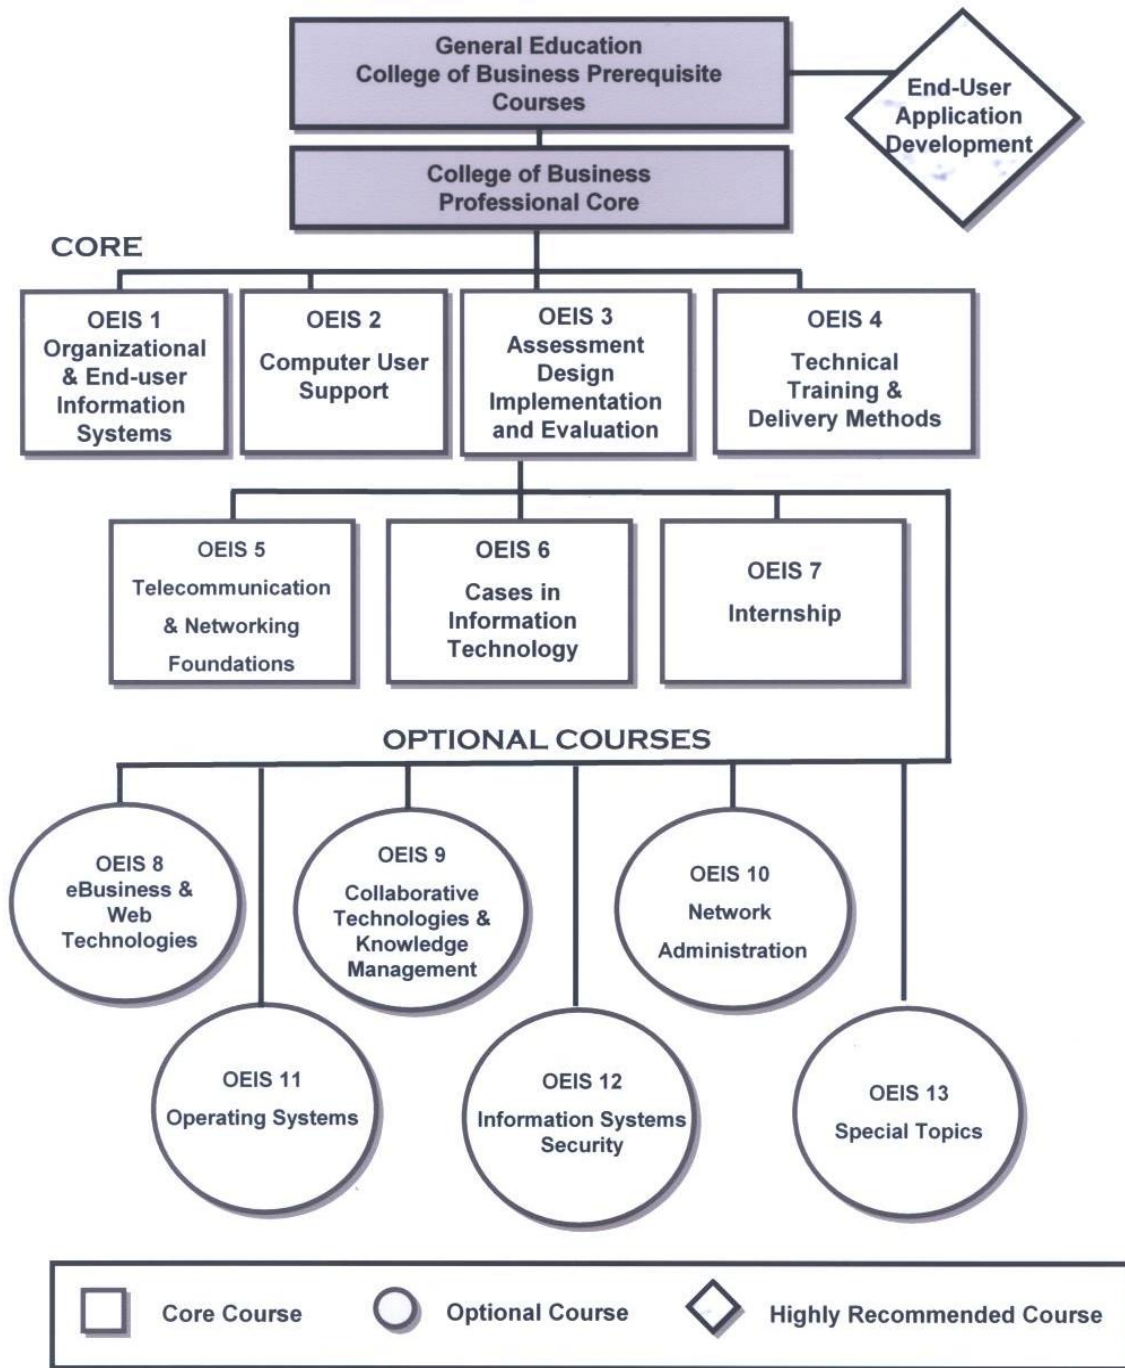 General Education
College of Business Prerequisite
Courses
End-User
Application
Development
College of Business
Professional Core
CORE
OEIS 1
Organizational
& End-user
Information
Systems
OEIS 2
Computer User
Support
OEIS 3
Assessment
Design
Implementation
and Evaluation
OEIS 4
Technical
Training &
Delivery Methods
OEIS 5
Telecommunication
& Networking
Foundations
OEIS 6
Cases in
Information
Technology
OEIS 7
Internship
OPTIONAL COURSES
OEIS 8
eBusiness &
Web
Technologies
OEIS 9
Collaborative
Technologies &
Knowledge
Management
OEIS 10
Network
Administration
OEIS 11
Operating Systems
OEIS 12
Information Systems
Security
OEIS 13
Special Topics
Core Course
Optional Course
Highly Recommended Course